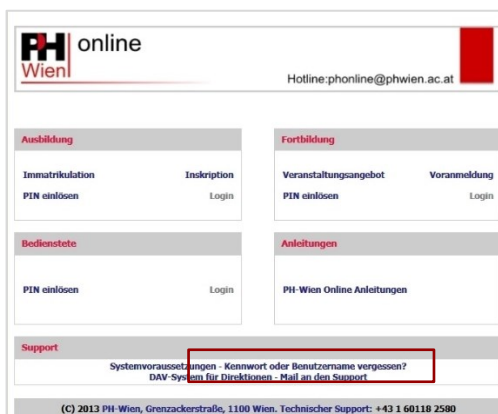 PH online
Wien
Hotline:phonline@phwien.ac.at
Ausbildung
Immatrikulation Inskription
PIN einlösen Login
Fortbildung
Veranstaltungsangebot Voranmeldung
PIN einlösen Login
Bedienstete
PIN einlösen Login
Anleitungen
PH-Wien Online Anleitungen
Support
Systemvoraussetzungen - Kennwort oder Benutzername vergessen?
DAV-System für Direktionen - Mail an den Support
(C) 2013 PH-Wien, Grenzackerstraße, 1100 Wien. Technischer Support: +43 1 60118 2580